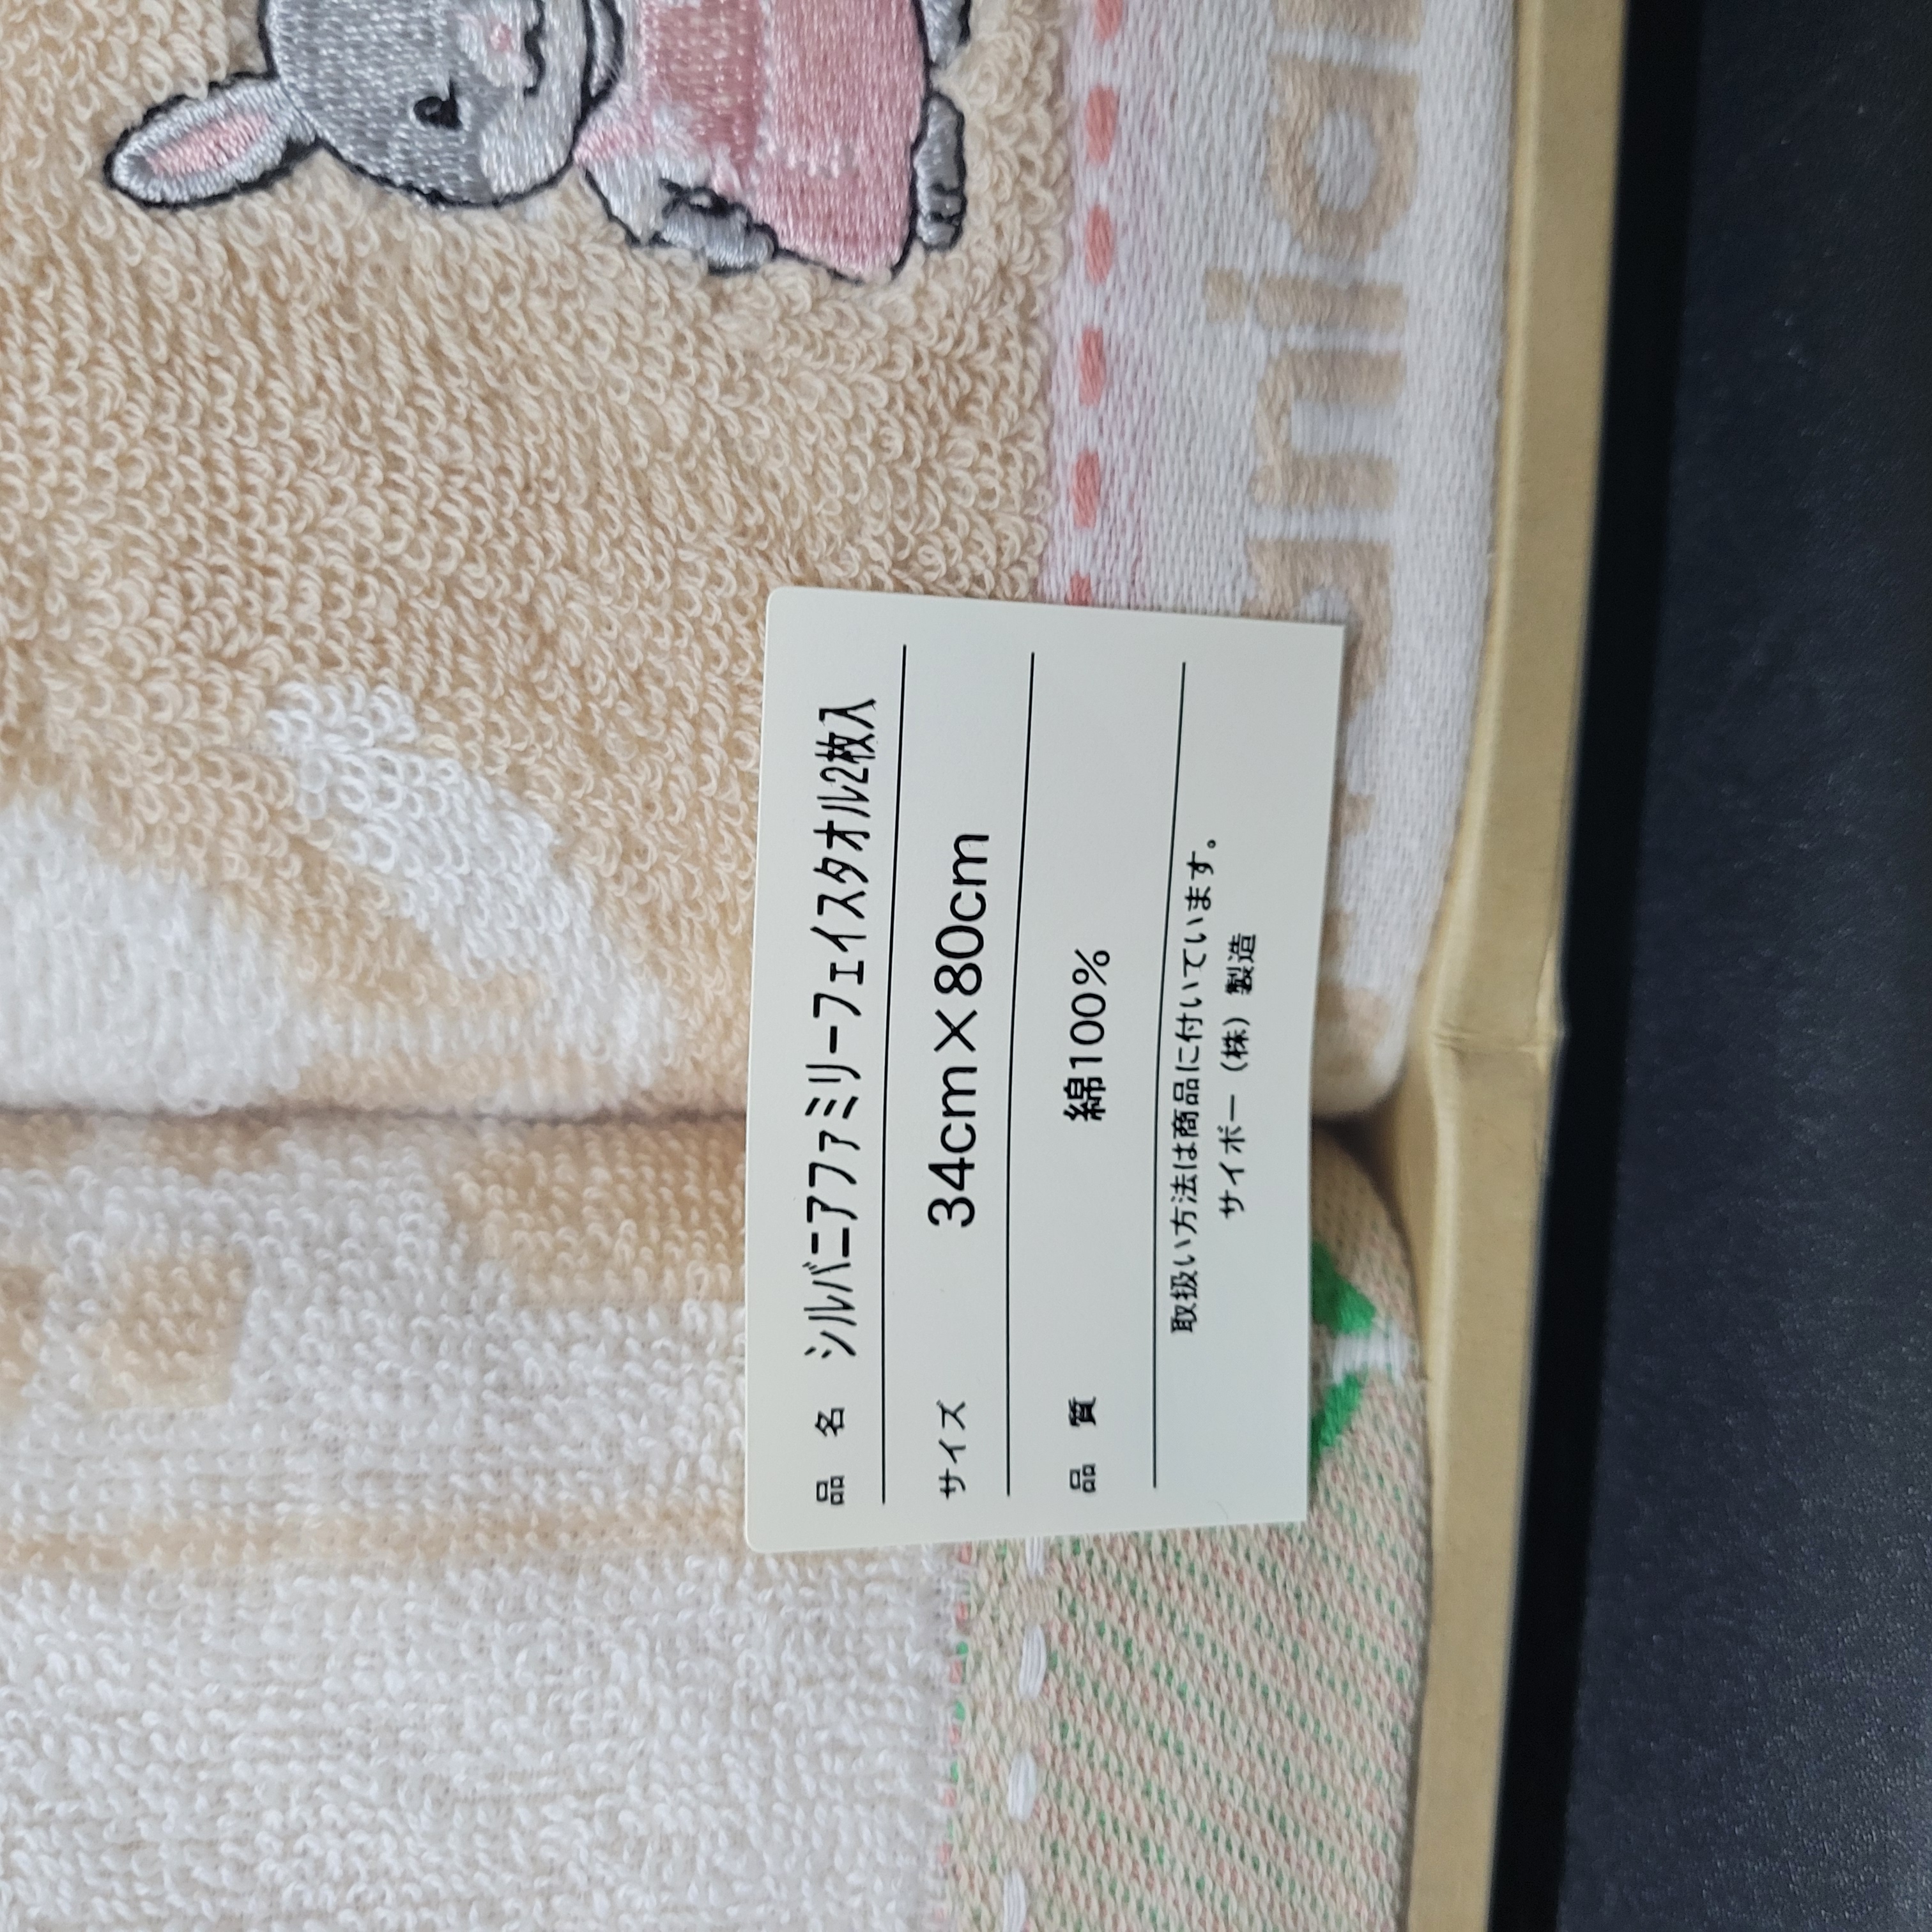 品 名 シルバニアファミリーフェイスタオル2枚入
サイズ 34cm×80cm
品 質 綿100%
取扱い方法は商品に付いています。
サイボー（株）製造